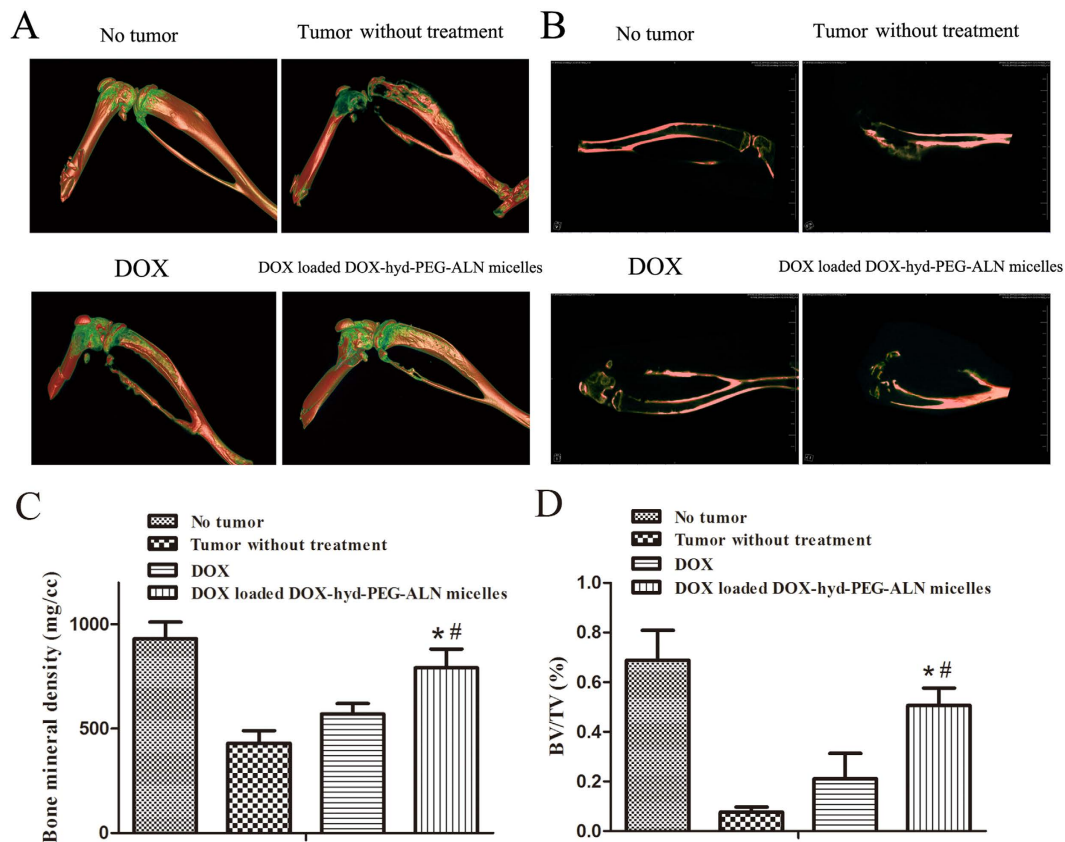 A
No tumor
Tumor without treatment
DOX
DOX loaded DOX-hyd-PEG-ALN micelles
B
No tumor
Tumor without treatment
DOX
DOX loaded DOX-hyd-PEG-ALN micelles
C
No tumor
Tumor without treatment
DOX
DOX loaded DOX-hyd-PEG-ALN micelles
Bone mineral density (mg/cc)
1000
500
0
* #
D
No tumor
Tumor without treatment
DOX
DOX loaded DOX-hyd-PEG-ALN micelles
BV/TV (%)
1.0
0.8
0.6
0.4
0.2
0.0
* #